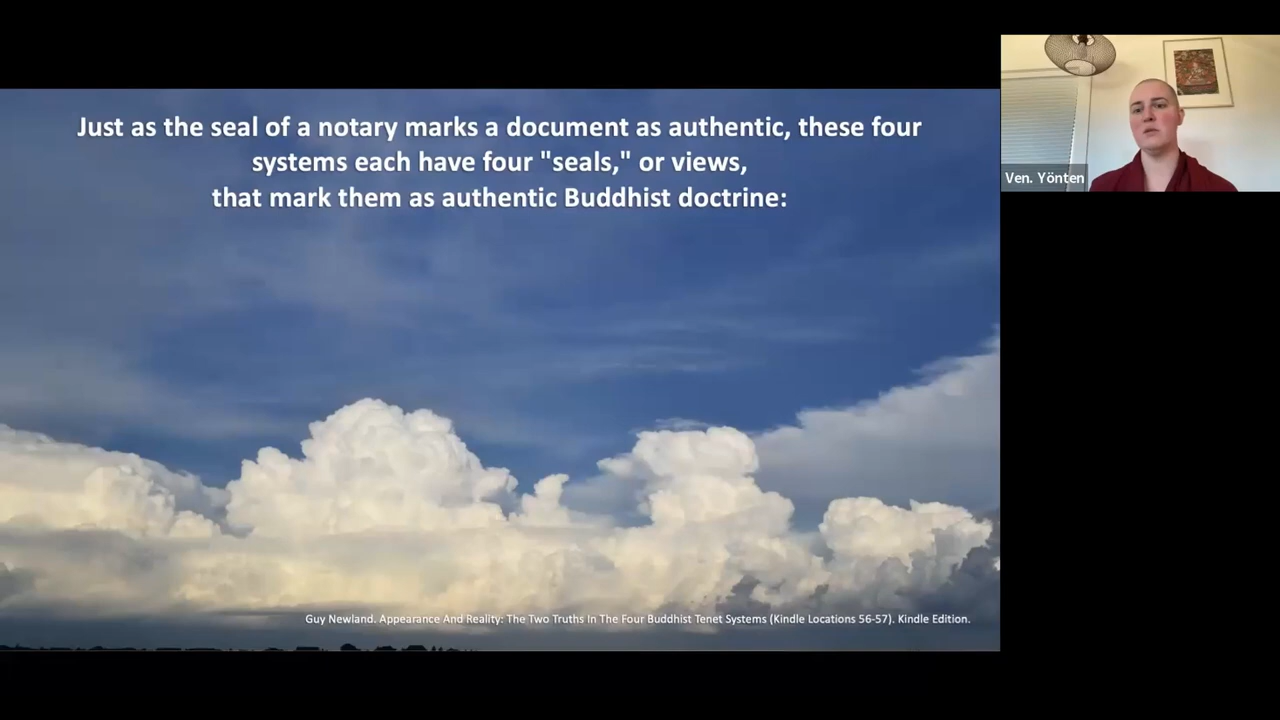 Just as the seal of a notary marks a document as authentic, these four
systems each have four "seals," or views,
that mark them as authentic Buddhist doctrine:
Ven. Yönten
Guy Newland. Appearance And Reality: The Two Truths In The Four Buddhist Tenet Systems (Kindle Locations 56-57). Kindle Edition.